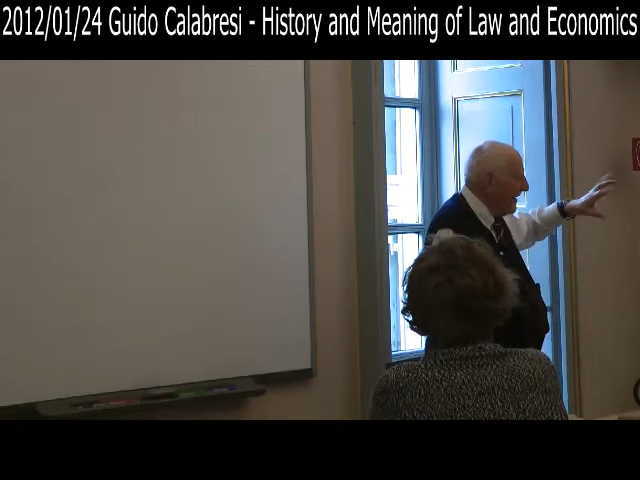 2012/01/24 Guido Calabresi - History and Meaning of Law and Economics